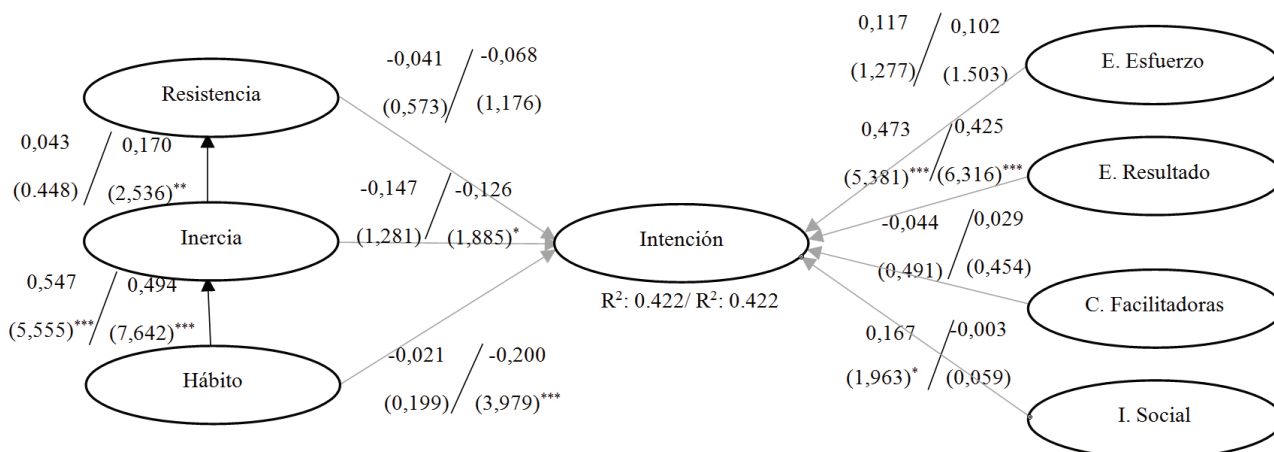 0,117 0,102
(1,277) (1.503)
E. Esfuerzo
-0,041 -0,068
(0,573) (1,176)
Resistencia
0,473 0,425
(5,381)*** (6,316)***
E. Resultado
0,043 0,170
(0.448) (2,536)**
-0,147 -0,126
(1,281) (1,885)*
Inercia
Intención
R²: 0.422/ R²: 0.422
-0,044 0,029
(0,491) (0,454)
C. Facilitadoras
0,547 0,494
(5,555)*** (7,642)***
0,167 -0,003
(1,963)* (0,059)
Hábito
-0,021 -0,200
(0,199) (3,979)***
I. Social